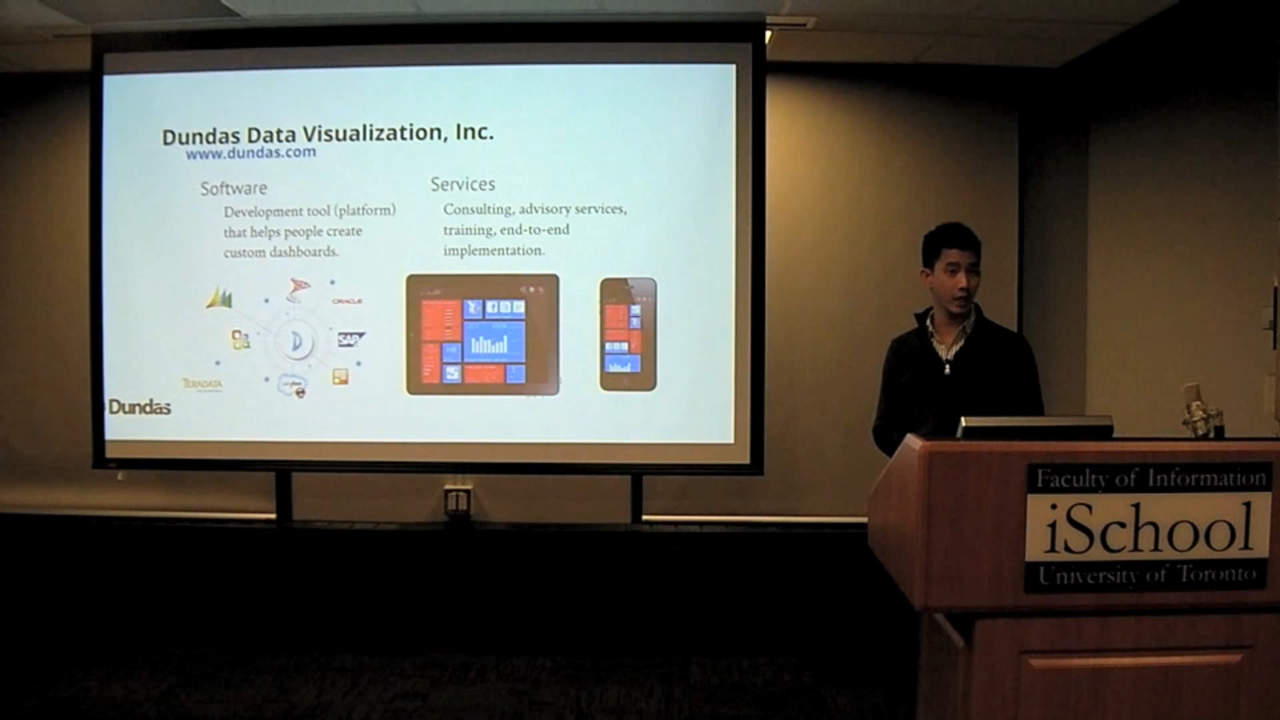 Dundas Data Visualization, Inc.
www.dundas.com
Software
Development tool (platform)
that helps people create
custom dashboards.
Services
Consulting, advisory services,
training, end-to-end
implementation.
ORACLE
SAP
TERADATA
Dundas
Faculty of Information
iSchool
University of Toronto